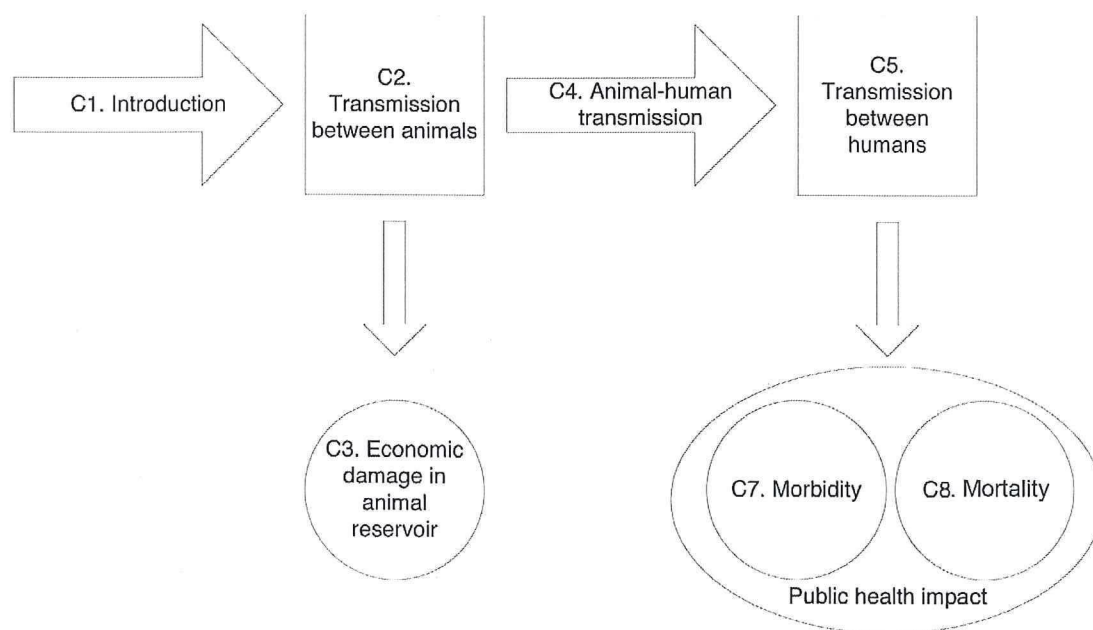 C1. Introduction
C2.
Transmission
between animals
C4. Animal-human
transmission
C5.
Transmission
between
humans
C3. Economic
damage in
animal
reservoir
C7. Morbidity
C8. Mortality
Public health impact